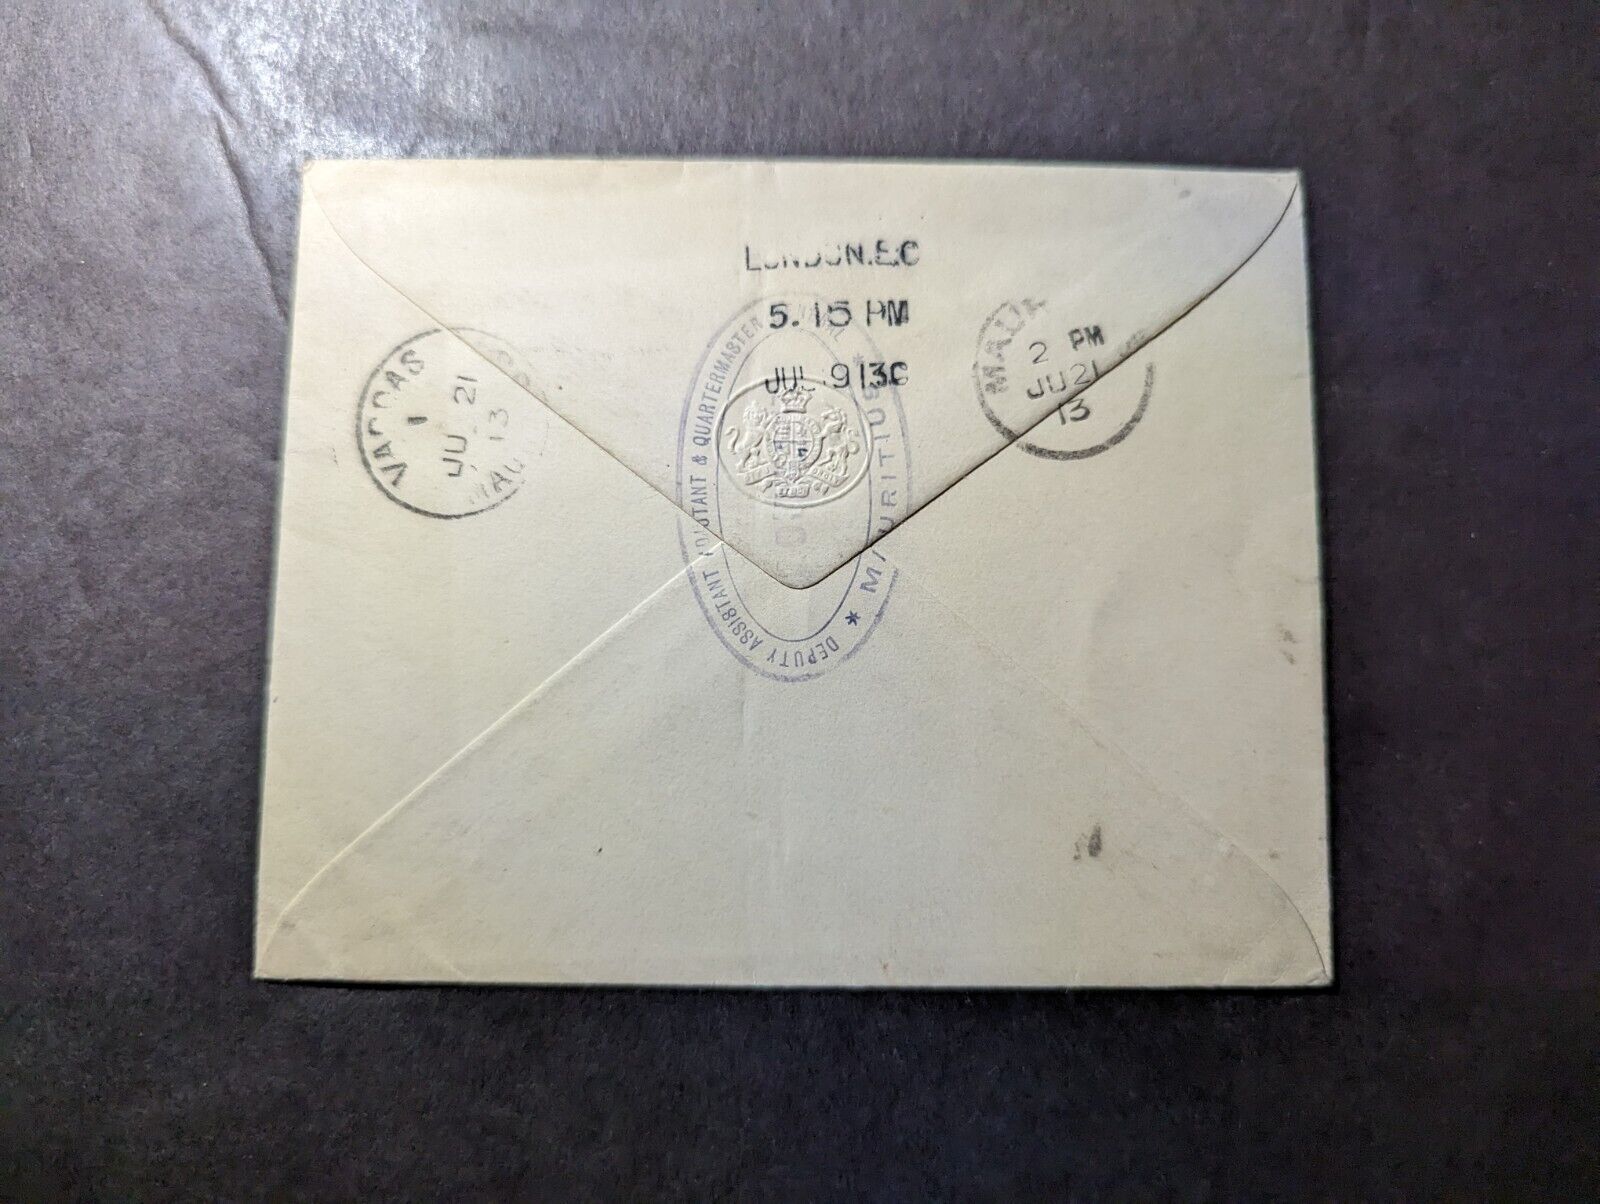 LONDON.E.C
5.15 PM
JUL 9 13
VACOAS
1
JU 21
13
MAU
2 PM
JU 21
13
DEPUTY ASSISTANT ADJUTANT & QUARTERMASTER
* MAURITIUS *